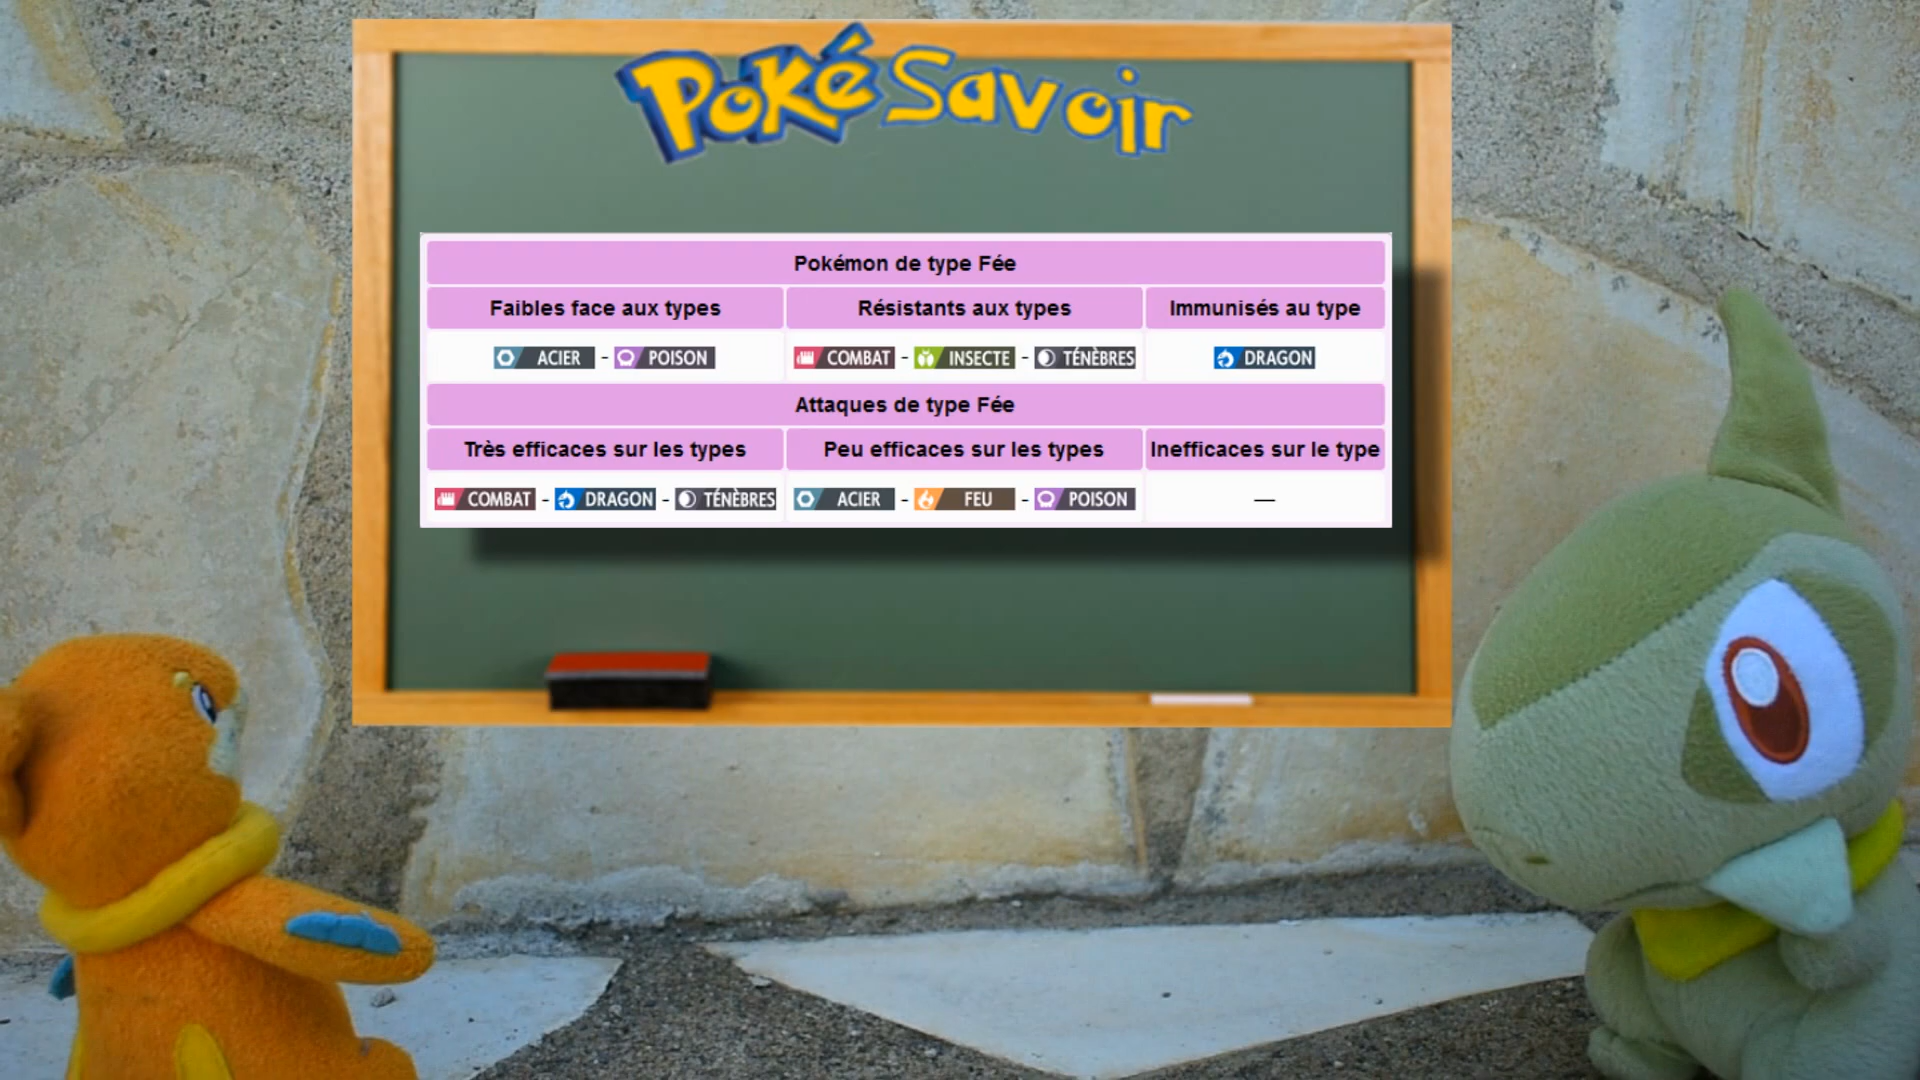 PokéSavoir
Pokémon de type Fée
Faibles face aux types Résistants aux types Immunisés au type
ACIER - POISON COMBAT - INSECTE - TÉNÈBRES DRAGON
Attaques de type Fée
Très efficaces sur les types Peu efficaces sur les types Inefficaces sur le type
COMBAT - DRAGON - TÉNÈBRES ACIER - FEU - POISON —